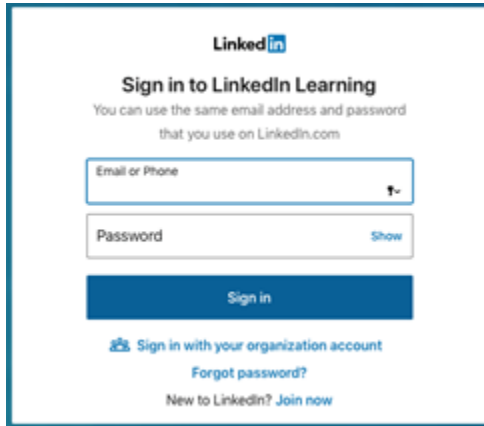 Linked in
Sign in to LinkedIn Learning
You can use the same email address and password
that you use on LinkedIn.com
Email or Phone
Password Show
Sign in
Sign in with your organization account
Forgot password?
New to LinkedIn? Join now